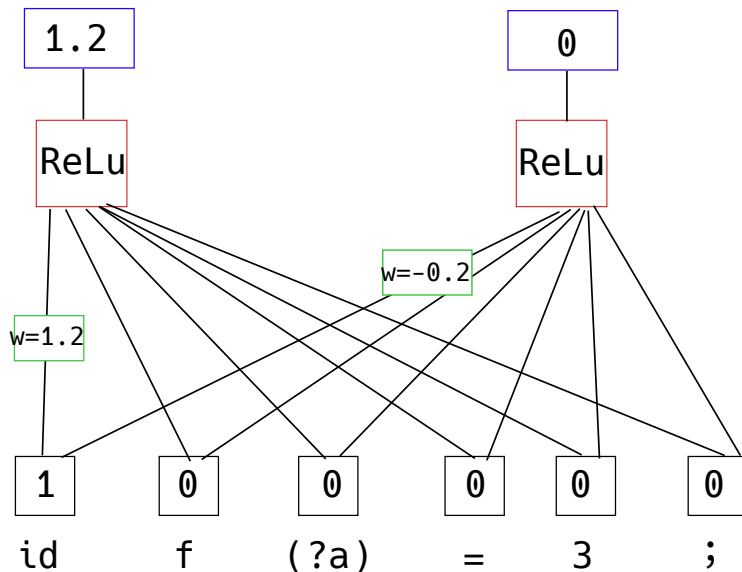 1.2 0
ReLu ReLu
w=-0.2
w=1.2
1 0 0 0 0 0
id f (?a) = 3 ;